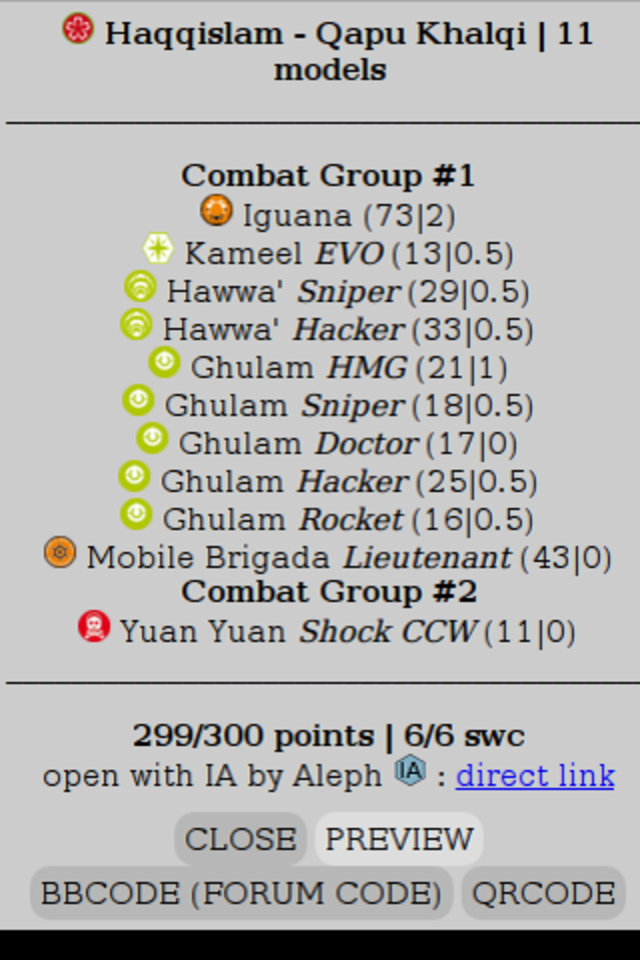 Haqqislam - Qapu Khalqi | 11
models
Combat Group #1
Iguana (73|2)
Kameel EVO (13|0.5)
Hawwa' Sniper (29|0.5)
Hawwa' Hacker (33|0.5)
Ghulam HMG (21|1)
Ghulam Sniper (18|0.5)
Ghulam Doctor (17|0)
Ghulam Hacker (25|0.5)
Ghulam Rocket (16|0.5)
Mobile Brigada Lieutenant (43|0)
Combat Group #2
Yuan Yuan Shock CCW (11|0)
299/300 points | 6/6 swc
open with IA by Aleph IA : direct link
CLOSE PREVIEW
BBCODE (FORUM CODE) QRCODE